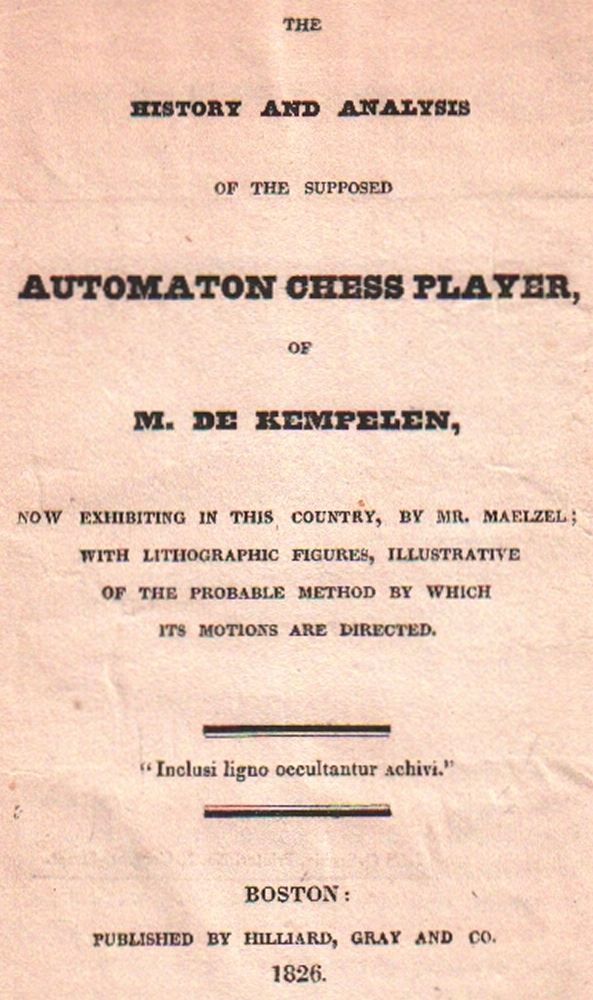 THE
HISTORY AND ANALYSIS
OF THE SUPPOSED
AUTOMATON CHESS PLAYER,
OF
M. DE KEMPELEN,
NOW EXHIBITING IN THIS COUNTRY, BY MR. MAELZEL;
WITH LITHOGRAPHIC FIGURES, ILLUSTRATIVE
OF THE PROBABLE METHOD BY WHICH
ITS MOTIONS ARE DIRECTED.
"Inclusi ligno occultantur Achivi."
BOSTON:
PUBLISHED BY HILLIARD, GRAY AND CO.
1826.